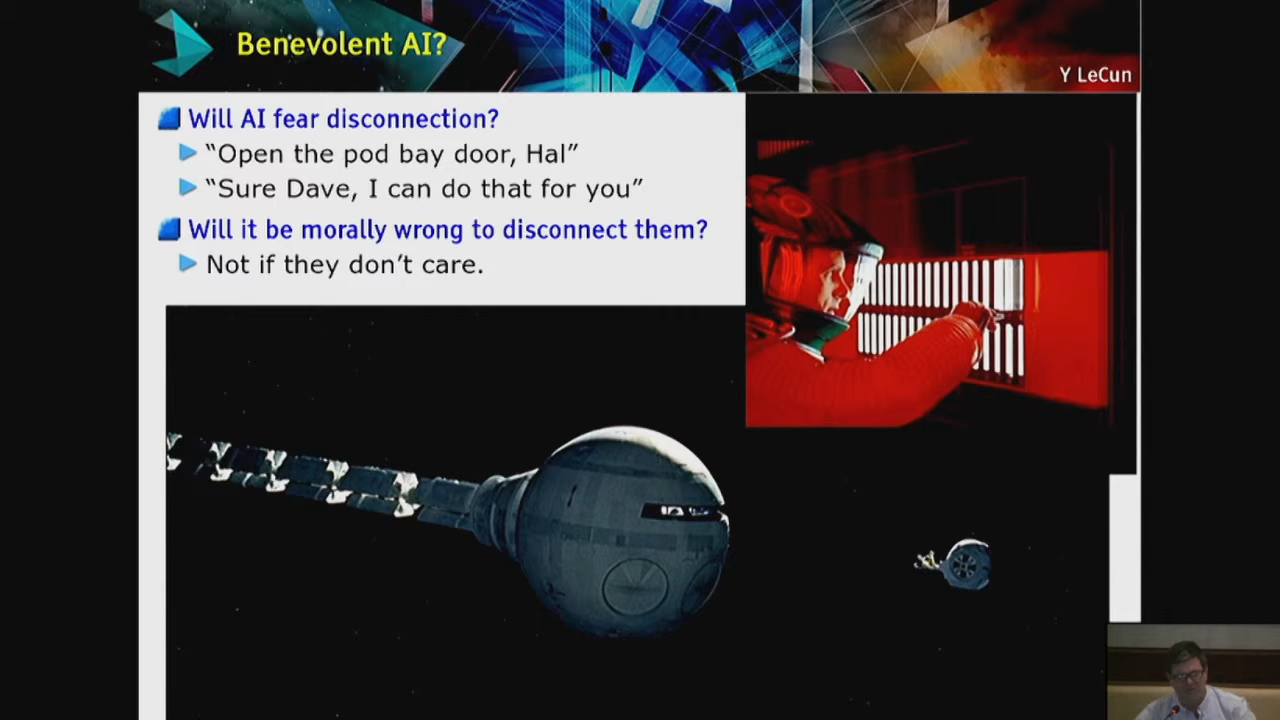 Benevolent AI?
Y LeCun
Will AI fear disconnection?
“Open the pod bay door, Hal”
“Sure Dave, I can do that for you”
Will it be morally wrong to disconnect them?
Not if they don’t care.